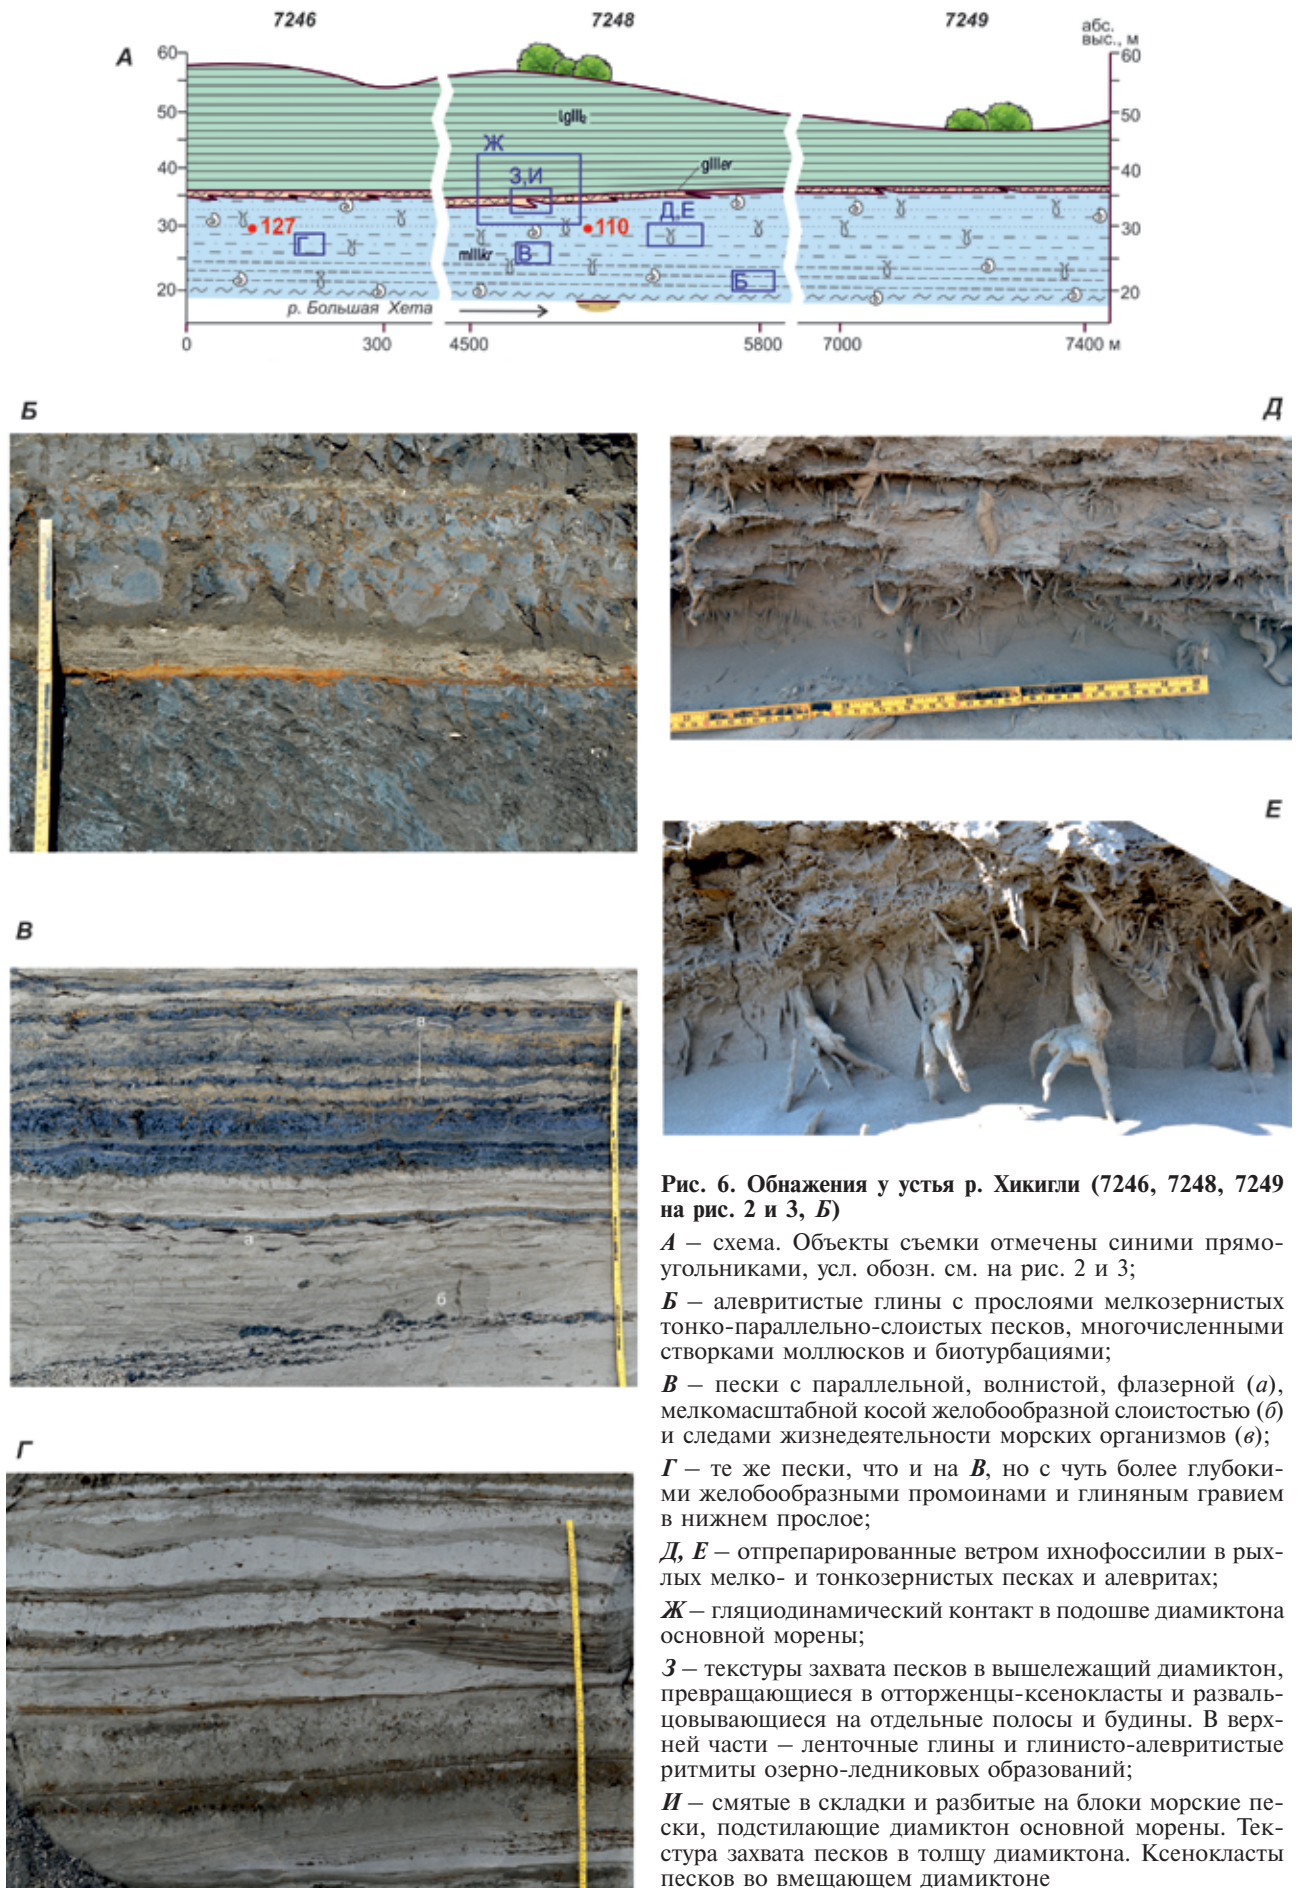 7246 7248 7249
А
абс.
выс., м
60 60
50 50
40 40
30 30
20 20
lgIII₂
gIIIer
Ж
З,И
Д,Е
127
110
Г
В
mIIIkr
Б
р. Большая Хета
0 300 4500 5800 7000 7400 м
Б
Д
Е
В
в
а
б
Г
Рис. 6. Обнажения у устья р. Хикигли (7246, 7248, 7249
на рис. 2 и 3, Б)
А – схема. Объекты съемки отмечены синими прямо-
угольниками, усл. обозн. см. на рис. 2 и 3;
Б – алевритистые глины с прослоями мелкозернистых
тонко-параллельно-слоистых песков, многочисленными
створками моллюсков и биотурбациями;
В – пески с параллельной, волнистой, флазерной (а),
мелкомасштабной косой желобообразной слоистостью (б)
и следами жизнедеятельности морских организмов (в);
Г – те же пески, что и на В, но с чуть более глубоки-
ми желобообразными промоинами и глиняным гравием
в нижнем прослое;
Д, Е – отпрепарированные ветром ихнофоссилии в рых-
лых мелко- и тонкозернистых песках и алевритах;
Ж – гляциодинамический контакт в подошве диамиктона
основной морены;
З – текстуры захвата песков в вышележащий диамиктон,
превращающиеся в отторженцы-ксенокласты и разваль-
цовывающиеся на отдельные полосы и будины. В верх-
ней части – ленточные глины и глинисто-алевритистые
ритмиты озерно-ледниковых образований;
И – смятые в складки и разбитые на блоки морские пе-
ски, подстилающие диамиктон основной морены. Тек-
стура захвата песков в толщу диамиктона. Ксенокласты
песков во вмещающем диамиктоне